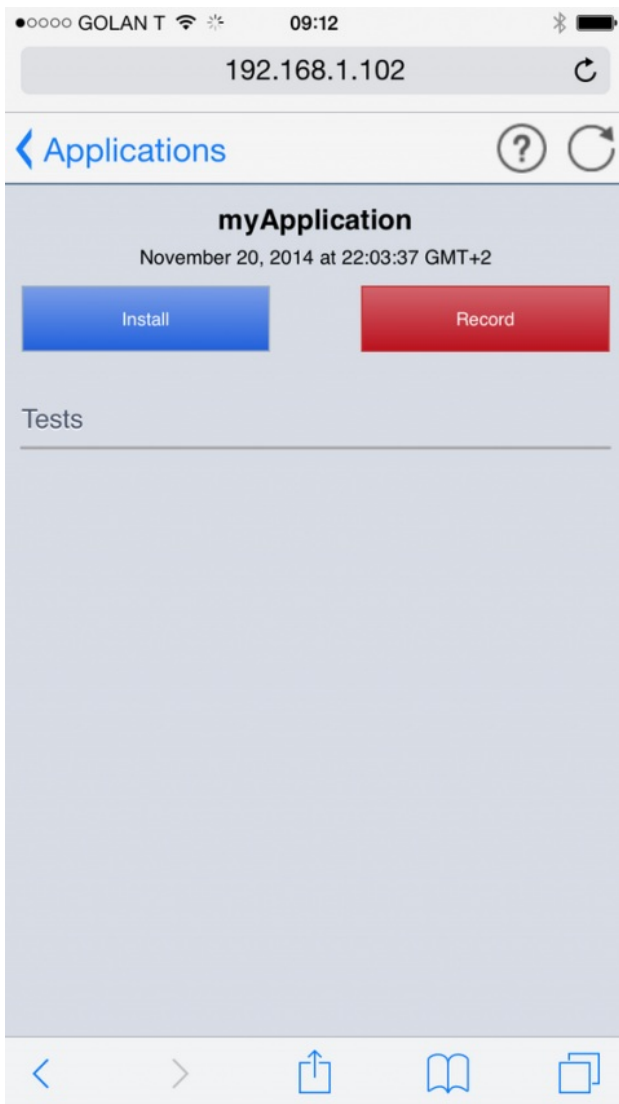 GOLAN T 09:12
192.168.1.102
Applications ?
myApplication
November 20, 2014 at 22:03:37 GMT+2
Install Record
Tests